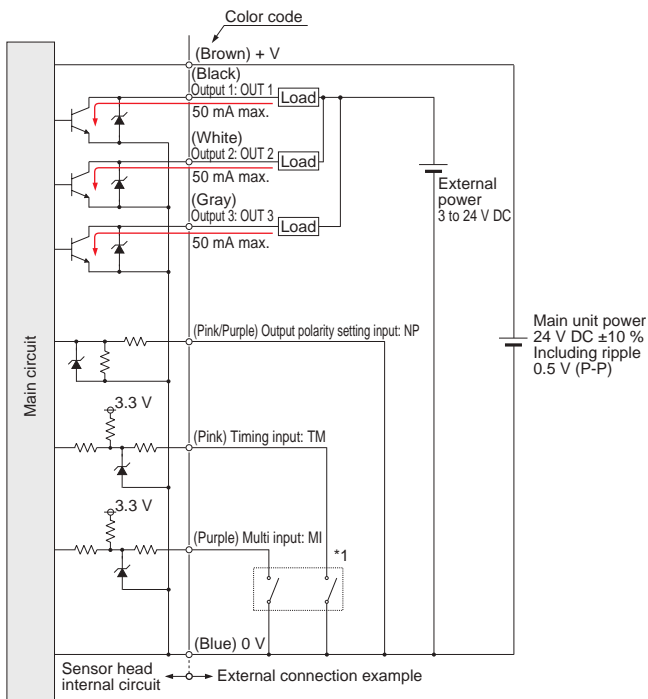 Color code
(Brown) + V
(Black)
Output 1: OUT 1
Load
50 mA max.
(White)
Output 2: OUT 2
Load
50 mA max.
(Gray)
Output 3: OUT 3
Load
50 mA max.
External
power
3 to 24 V DC
Main unit power
24 V DC ±10 %
Including ripple
0.5 V (P-P)
Main circuit
(Pink/Purple) Output polarity setting input: NP
3.3 V
(Pink) Timing input: TM
3.3 V
(Purple) Multi input: MI
*1
(Blue) 0 V
Sensor head
internal circuit
External connection example